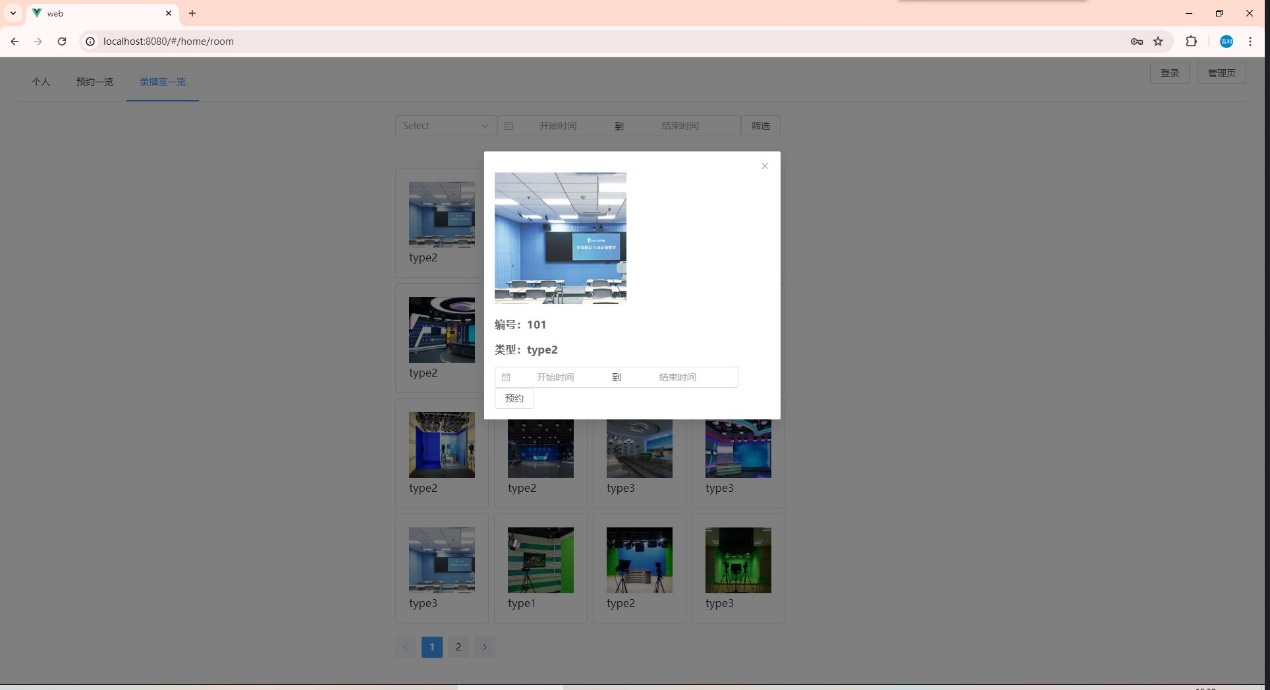 web
localhost:8080/#/home/room
个人 预约一览 录播室一览 登录 管理页
Select 开始时间 到 结束时间 筛选
type2
type2
编号：101
类型：type2
开始时间 到 结束时间
预约
type2 type2 type3 type3
type3 type1 type2 type3
1 2